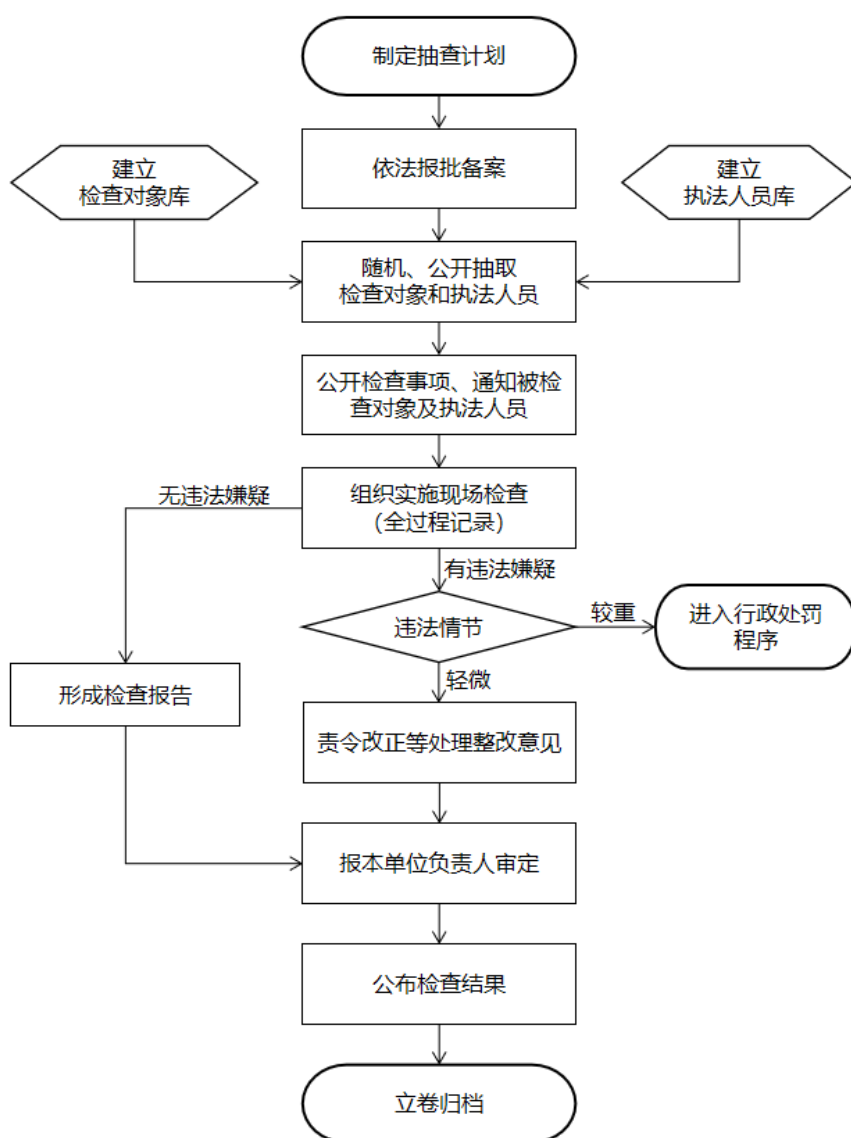 制定抽查计划
依法报批备案
建立
检查对象库
建立
执法人员库
随机、公开抽取
检查对象和执法人员
公开检查事项、通知被检
查对象及执法人员
组织实施现场检查
（全过程记录）
无违法嫌疑
有违法嫌疑
违法情节
较重
进入行政处罚
程序
轻微
形成检查报告
责令改正等处理整改意见
报本单位负责人审定
公布检查结果
立卷归档